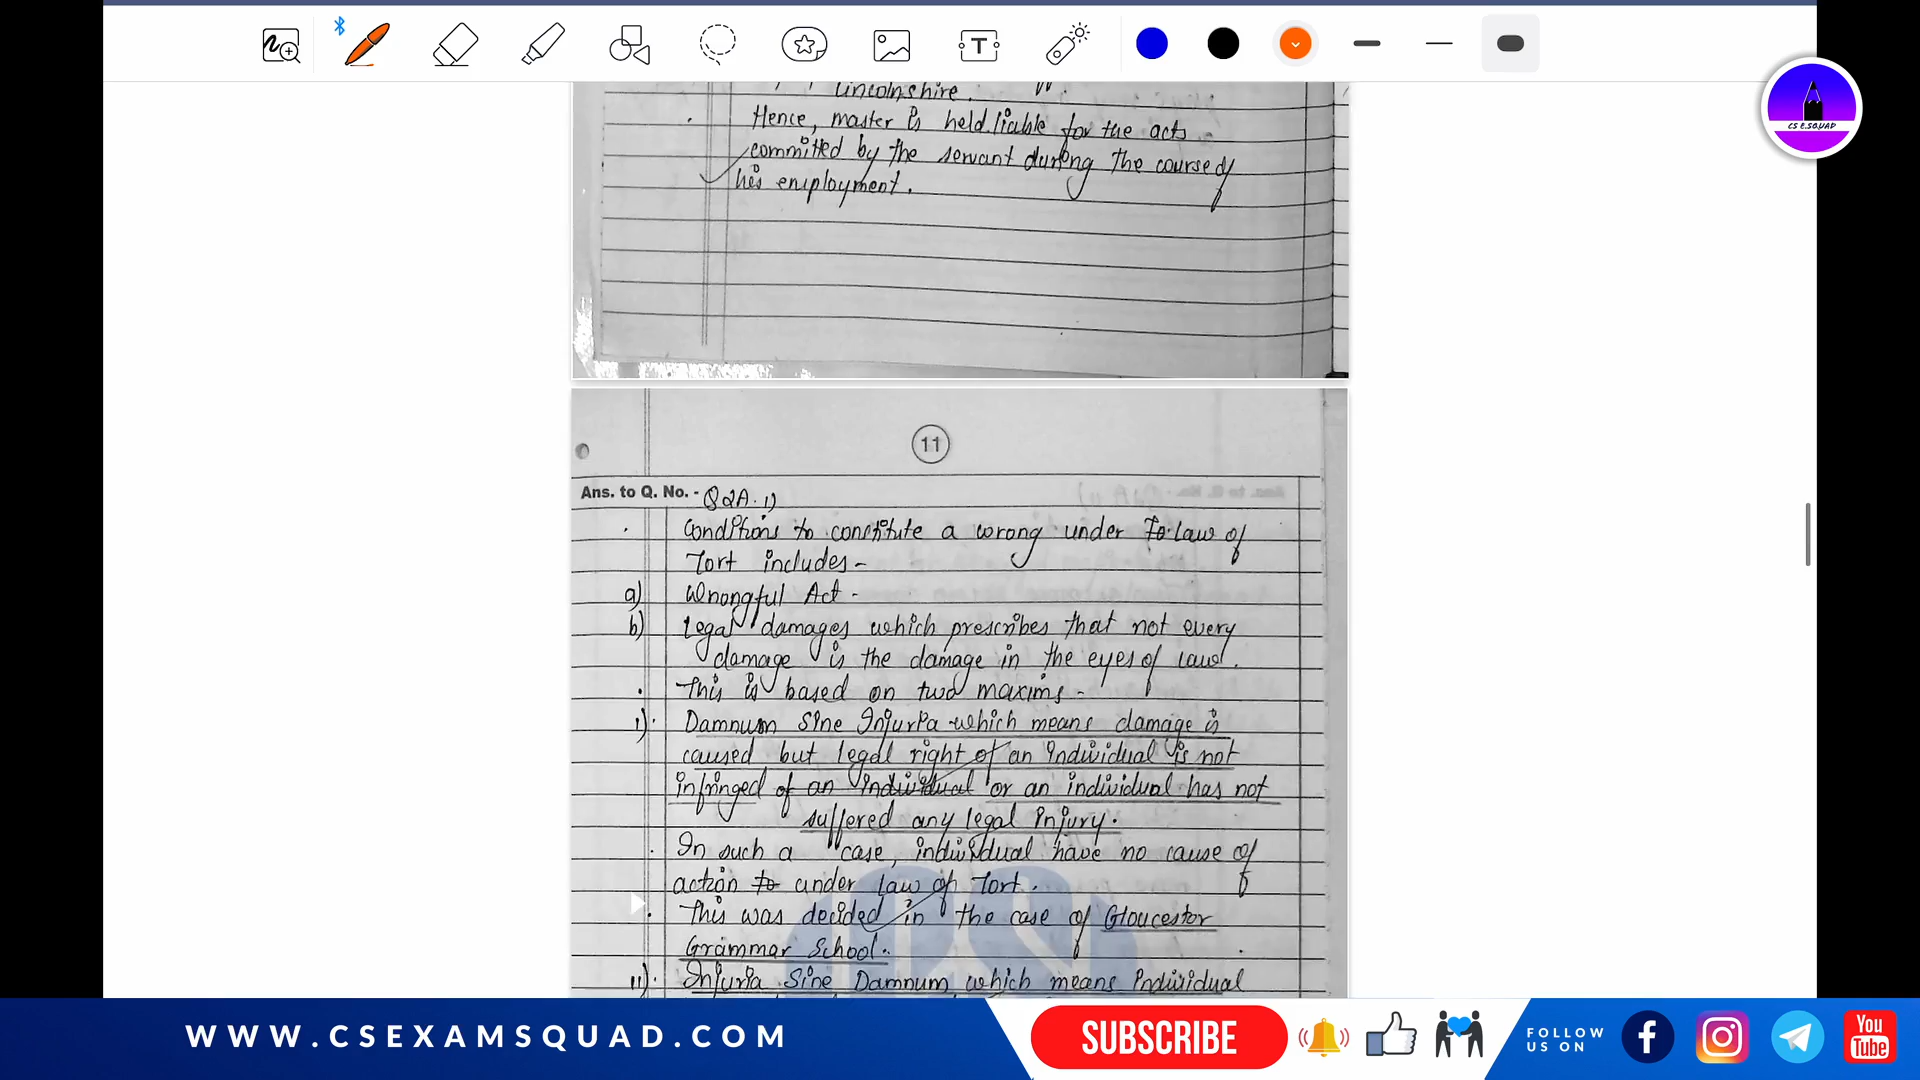 T
CS E.SQUAD
Lincolnshire.
Hence, master is held liable for the acts
committed by the servant during the course of
his employment.
11
Ans. to Q. No. - Q2A.i)
Conditions to constitute a wrong under To law of
Tort includes-
a) Wrongful Act -
b) Legal damages which prescribes that not every
damage is the damage in the eyes of law.
This is based on two maxims -
i). Damnum Sine Injuria which means damage is
caused but legal right of an individual is not
infringed of an individual or an individual has not
suffered any legal injury.
In such a case, individual have no cause of
action to under law of Tort.
This was decided in the case of Gloucestor
Grammar School.
ii). Injuria Sine Damnum which means individual
WWW.CSEXAMSQUAD.COM
SUBSCRIBE
FOLLOW
US ON
You
Tube